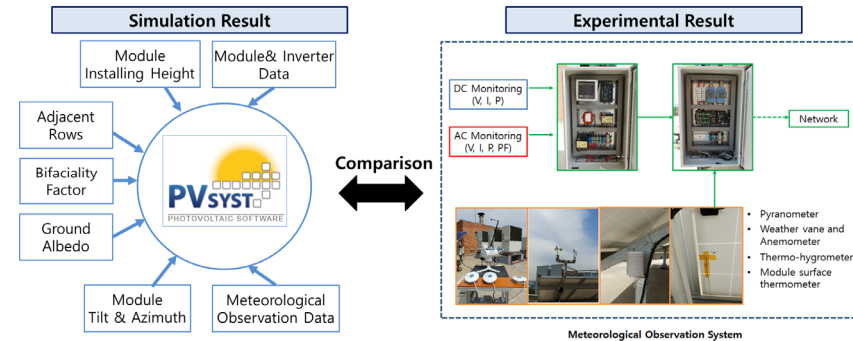 Simulation Result
Experimental Result
Module
Installing Height
Module& Inverter
Data
Adjacent
Rows
Bifaciality
Factor
Ground
Albedo
Module
Tilt & Azimuth
Meteorological
Observation Data
PVSYST
PHOTOVOLTAIC SOFTWARE
Comparison
DC Monitoring
(V, I, P)
AC Monitoring
(V, I, P, PF)
Network
• Pyranometer
• Weather vane and
Anemometer
• Thermo-hygrometer
• Module surface
thermometer
Meteorological Observation System